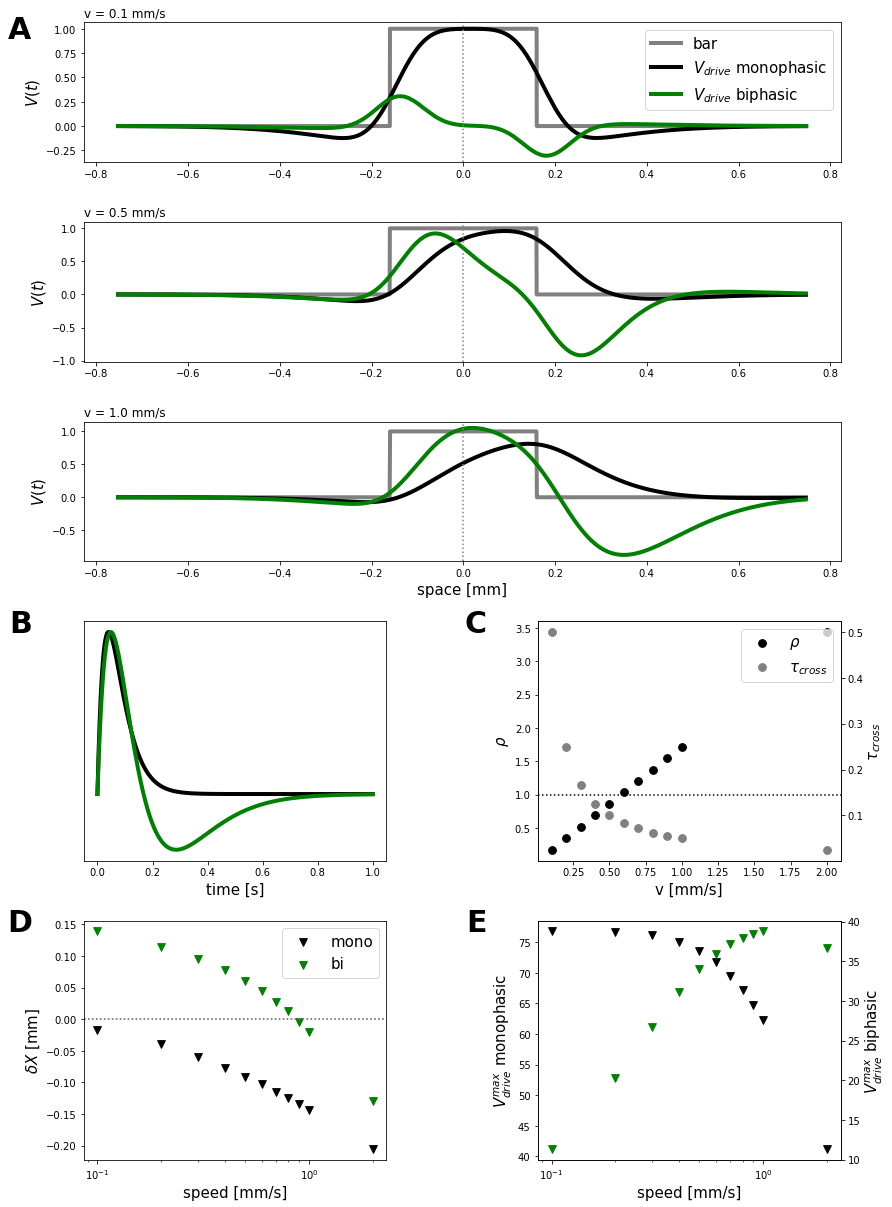 A
v = 0.1 mm/s
V(t)
1.00
0.75
0.50
0.25
0.00
−0.25
bar
V_drive monophasic
V_drive biphasic
−0.8 −0.6 −0.4 −0.2 0.0 0.2 0.4 0.6 0.8
v = 0.5 mm/s
V(t)
1.0
0.5
0.0
−0.5
−1.0
−0.8 −0.6 −0.4 −0.2 0.0 0.2 0.4 0.6 0.8
v = 1.0 mm/s
V(t)
1.0
0.5
0.0
−0.5
−0.8 −0.6 −0.4 −0.2 0.0 0.2 0.4 0.6 0.8
space [mm]
B
0.0 0.2 0.4 0.6 0.8 1.0
time [s]
C
ρ
3.5
3.0
2.5
2.0
1.5
1.0
0.5
ρ
τ_cross
0.5
0.4
0.3
0.2
0.1
τ_cross
0.25 0.50 0.75 1.00 1.25 1.50 1.75 2.00
v [mm/s]
D
δX [mm]
0.15
0.10
0.05
0.00
−0.05
−0.10
−0.15
−0.20
mono
bi
10⁻¹ 10⁰
speed [mm/s]
E
V_drive^max monophasic
75
70
65
60
55
50
45
40
40
35
30
25
20
15
10
V_drive^max biphasic
10⁻¹ 10⁰
speed [mm/s]